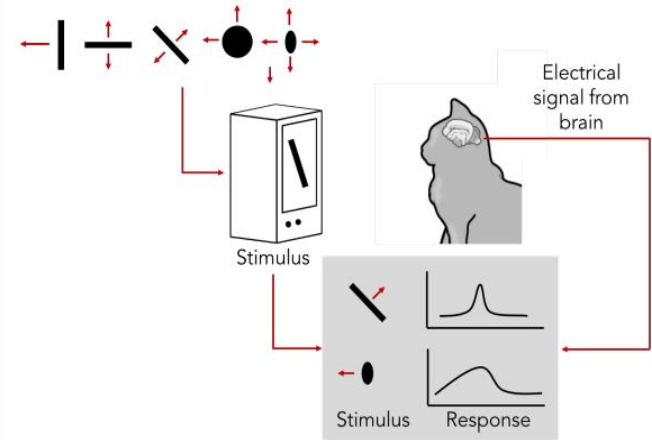 Electrical
signal from
brain
Stimulus
Stimulus
Response